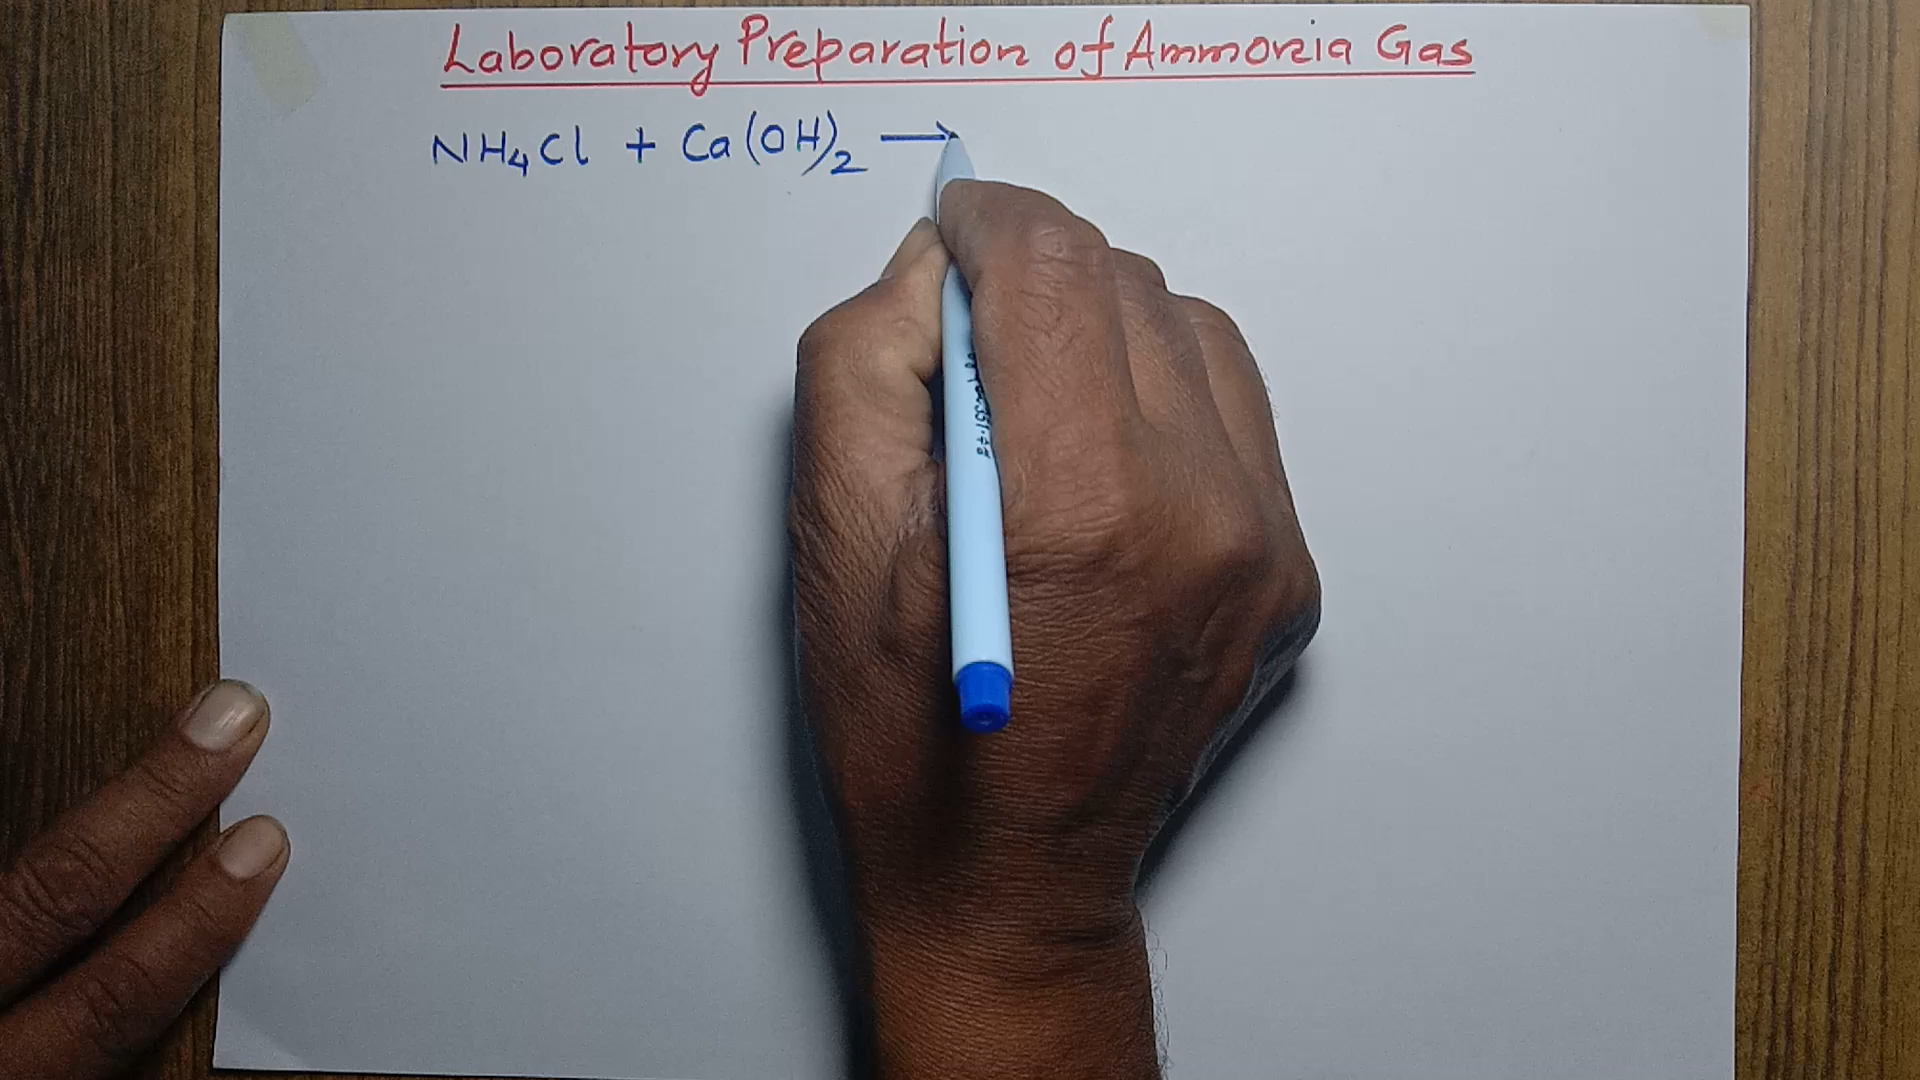 Laboratory Preparation of Ammonia Gas
NH₄Cl + Ca(OH)₂ ⟶